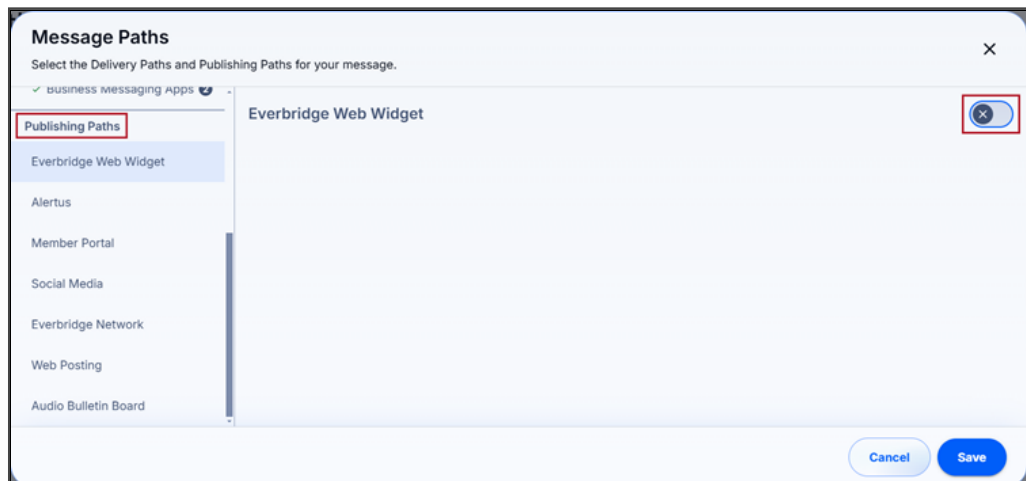 Message Paths
Select the Delivery Paths and Publishing Paths for your message.
Business Messaging Apps 2
Publishing Paths
Everbridge Web Widget
Everbridge Web Widget
Alertus
Member Portal
Social Media
Everbridge Network
Web Posting
Audio Bulletin Board
Cancel
Save